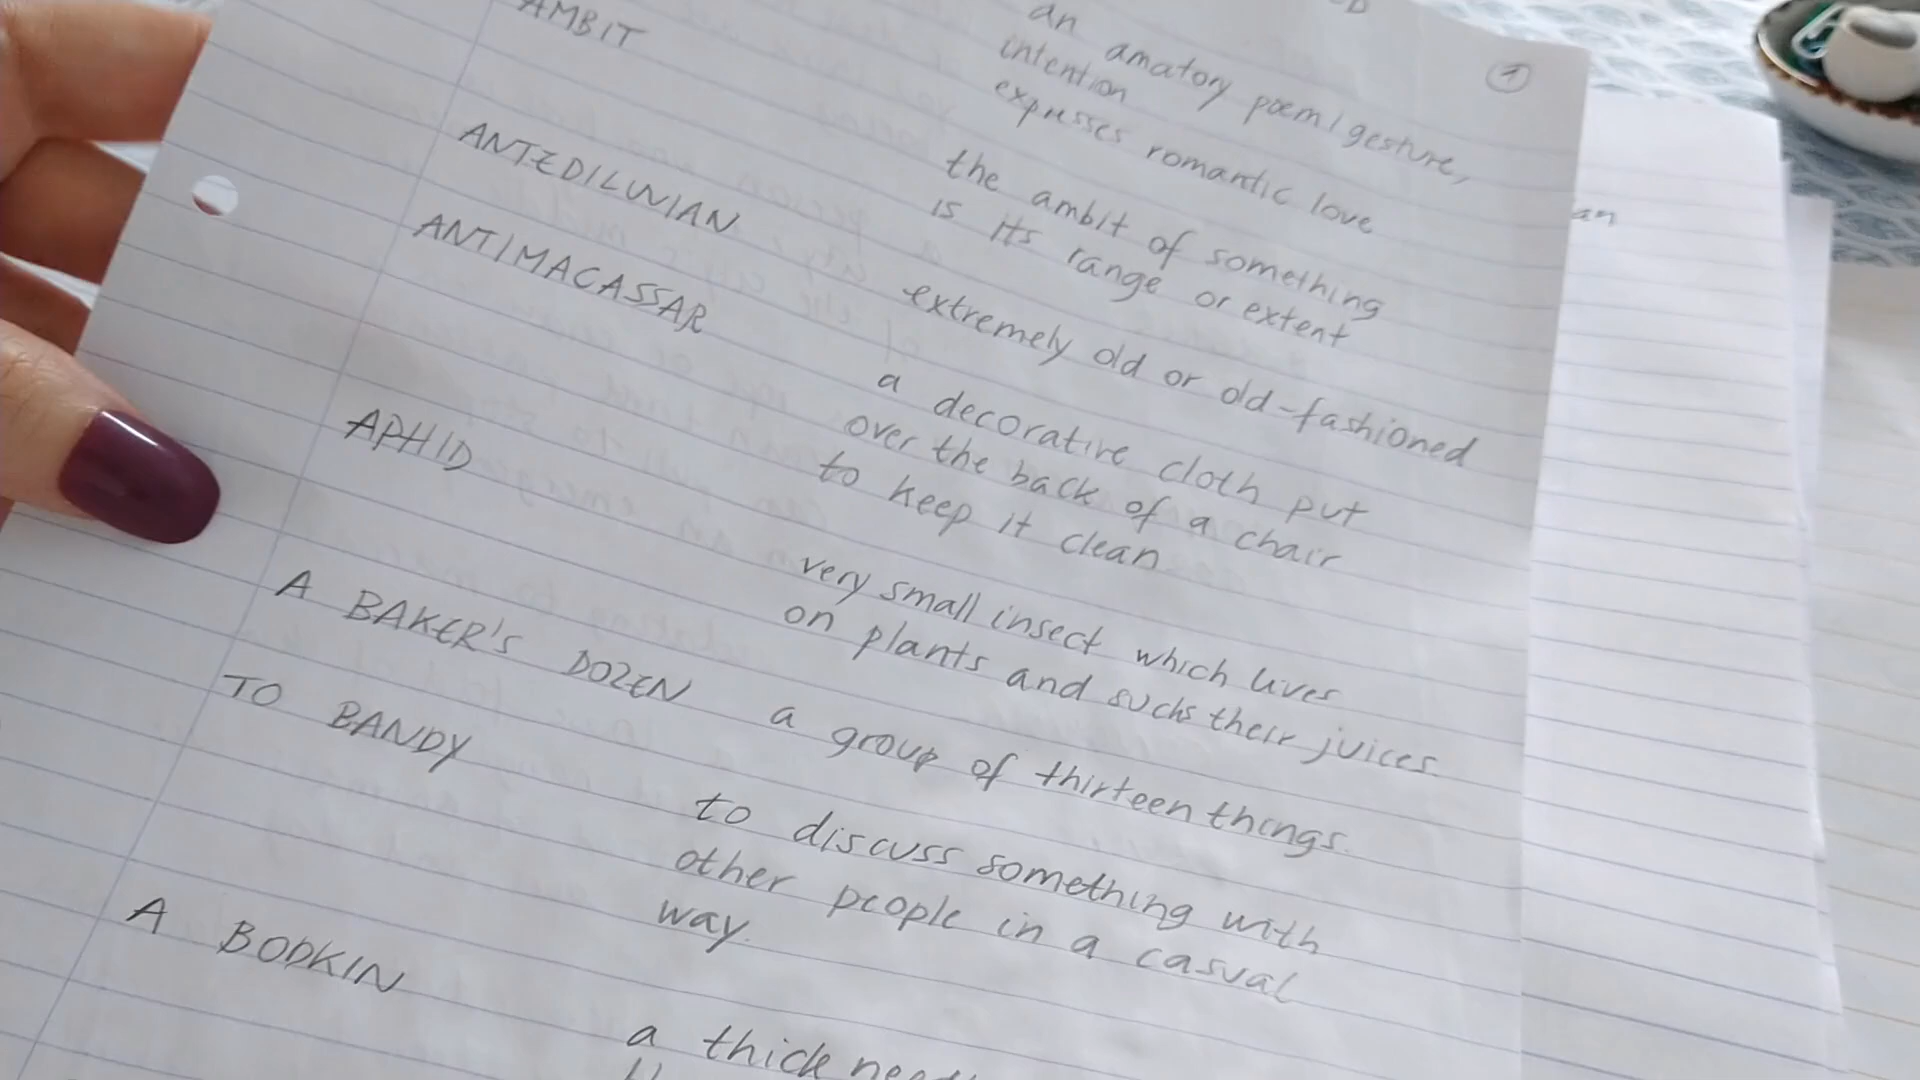 an amatory poem/gesture,
intention
expresses romantic love
AMBIT
the ambit of something
is its range or extent
ANTEDILUVIAN
extremely old or old-fashioned
ANTIMACASSAR
a decorative cloth put
over the back of a chair
to keep it clean
APHID
very small insect which lives
on plants and sucks their juices.
A BAKER'S DOZEN a group of thirteen things.
TO BANDY
to discuss something with
other people in a casual
way.
A BODKIN
a thick
1
an